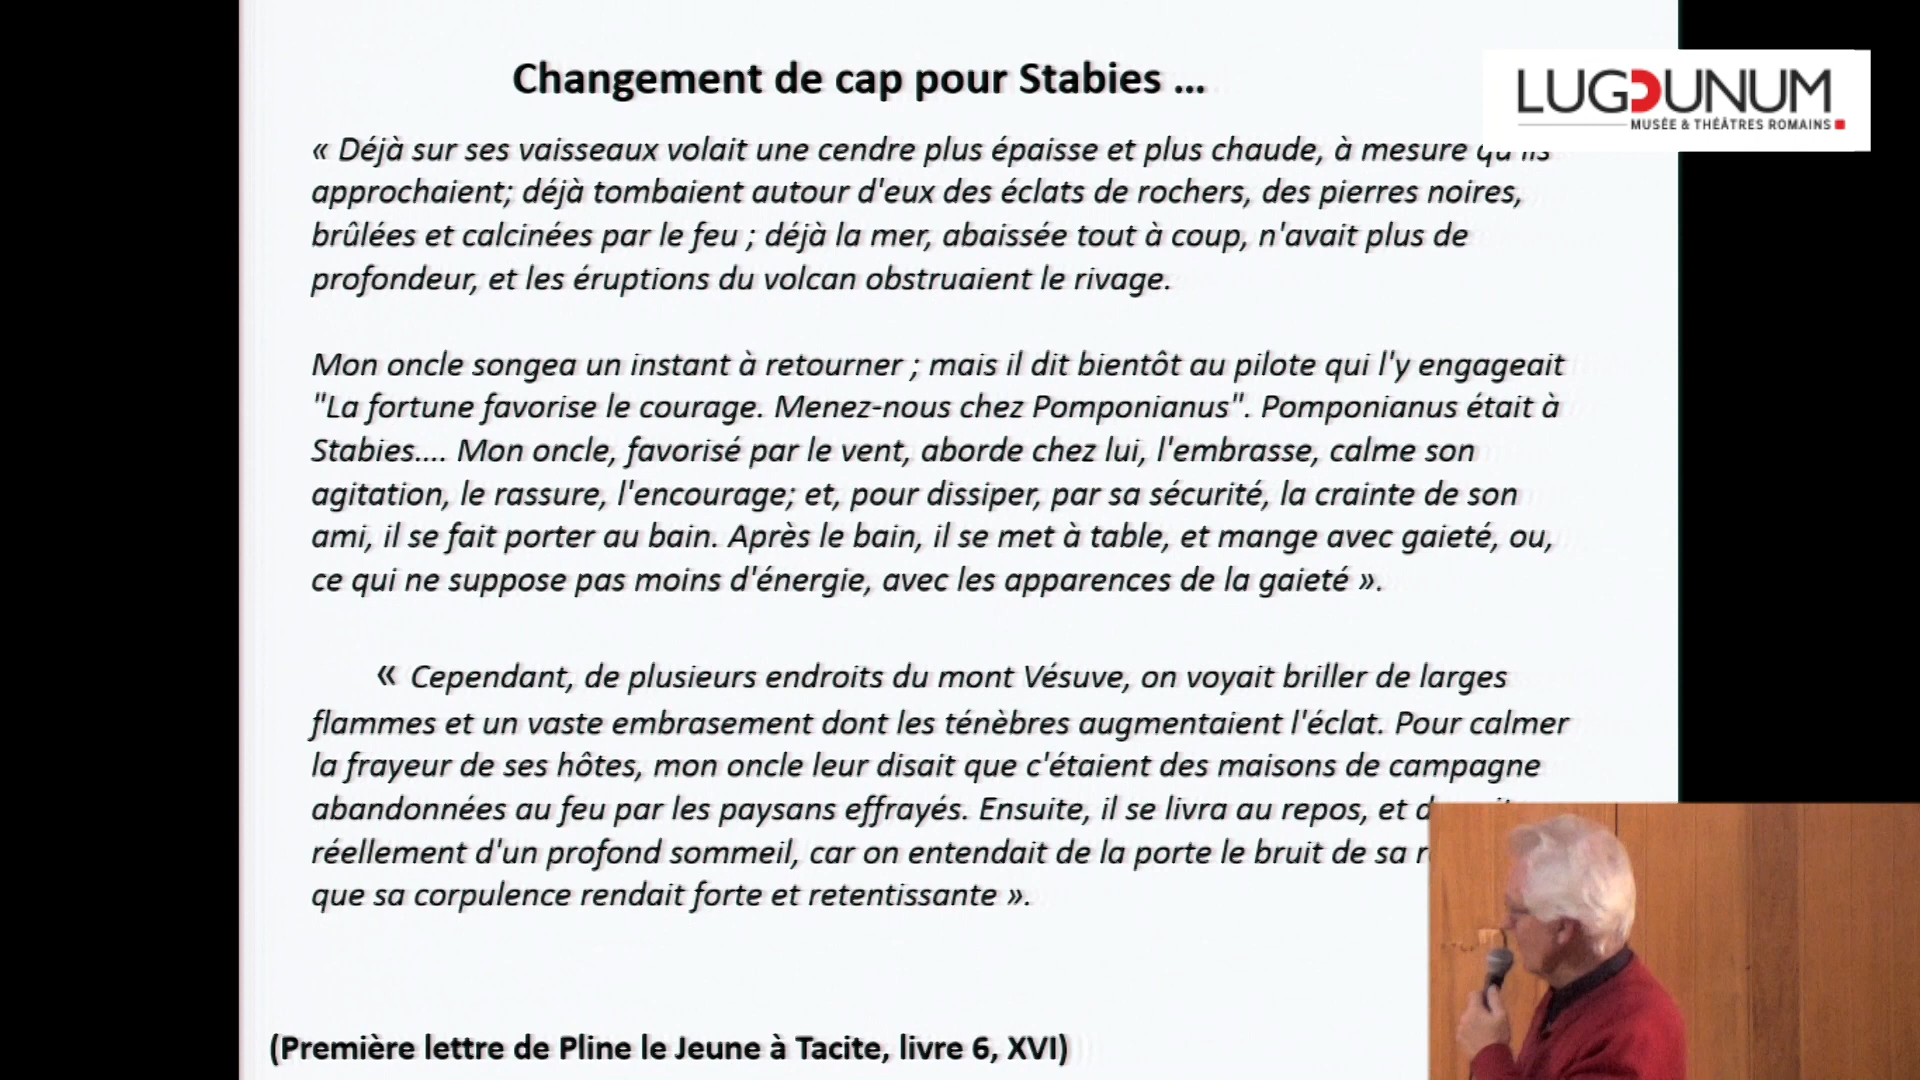 Changement de cap pour Stabies ...
LUGDUNUM
MUSÉE & THÉÂTRES ROMAINS
« Déjà sur ses vaisseaux volait une cendre plus épaisse et plus chaude, à mesure qu'ils
approchaient; déjà tombaient autour d'eux des éclats de rochers, des pierres noires,
brûlées et calcinées par le feu ; déjà la mer, abaissée tout à coup, n'avait plus de
profondeur, et les éruptions du volcan obstruaient le rivage.
Mon oncle songea un instant à retourner ; mais il dit bientôt au pilote qui l'y engageait
"La fortune favorise le courage. Menez-nous chez Pomponianus". Pomponianus était à
Stabies.... Mon oncle, favorisé par le vent, aborde chez lui, l'embrasse, calme son
agitation, le rassure, l'encourage; et, pour dissiper, par sa sécurité, la crainte de son
ami, il se fait porter au bain. Après le bain, il se met à table, et mange avec gaieté, ou,
ce qui ne suppose pas moins d'énergie, avec les apparences de la gaieté ».
« Cependant, de plusieurs endroits du mont Vésuve, on voyait briller de larges
flammes et un vaste embrasement dont les ténèbres augmentaient l'éclat. Pour calmer
la frayeur de ses hôtes, mon oncle leur disait que c'étaient des maisons de campagne
abandonnées au feu par les paysans effrayés. Ensuite, il se livra au repos, et
réellement d'un profond sommeil, car on entendait de la porte le bruit de sa
que sa corpulence rendait forte et retentissante ».
(Première lettre de Pline le Jeune à Tacite, livre 6, XVI)